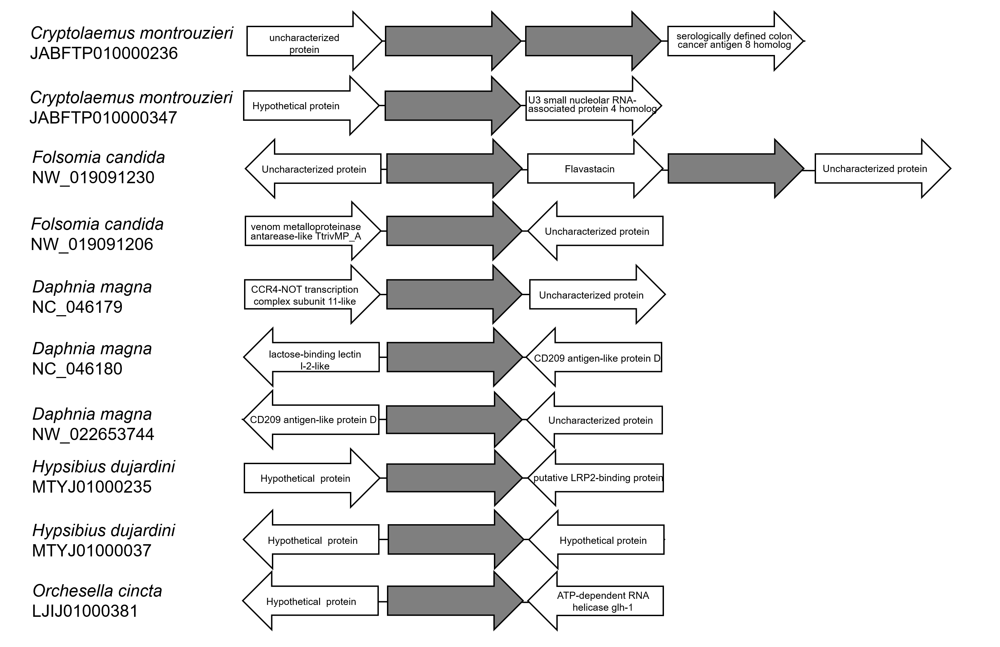 Cryptolaemus montrouzieri
JABFTP010000236
uncharacterized
protein
serologically defined colon
cancer antigen 8 homolog
Cryptolaemus montrouzieri
JABFTP010000347
Hypothetical protein
U3 small nucleolar RNA-
associated protein 4 homolog
Folsomia candida
NW_019091230
Uncharacterized protein
Flavastacin
Uncharacterized protein
Folsomia candida
NW_019091206
venom metalloproteinase
antarease-like TtrivMP_A
Uncharacterized protein
Daphnia magna
NC_046179
CCR4-NOT transcription
complex subunit 11-like
Uncharacterized protein
Daphnia magna
NC_046180
lactose-binding lectin
l-2-like
CD209 antigen-like protein D
Daphnia magna
NW_022653744
CD209 antigen-like protein D
Uncharacterized protein
Hypsibius dujardini
MTYJ01000235
Hypothetical protein
putative LRP2-binding protein
Hypsibius dujardini
MTYJ01000037
Hypothetical protein
Hypothetical protein
Orchesella cincta
LJIJ01000381
Hypothetical protein
ATP-dependent RNA
helicase glh-1